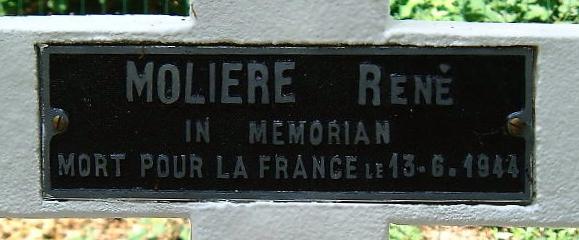 MOLIERE RENÉ
IN MEMORIAN
MORT POUR LA FRANCE LE 13-6.1944